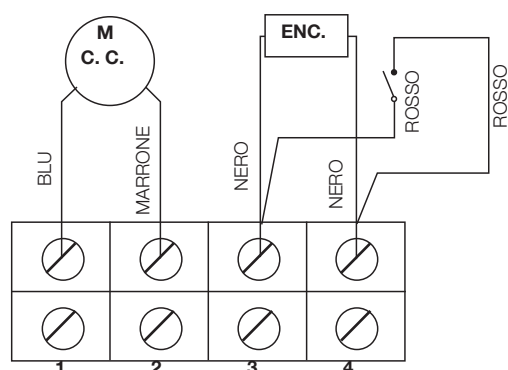 M
C. C.
ENC.
BLU
MARRONE
NERO
NERO
ROSSO
ROSSO
1 2 3 4